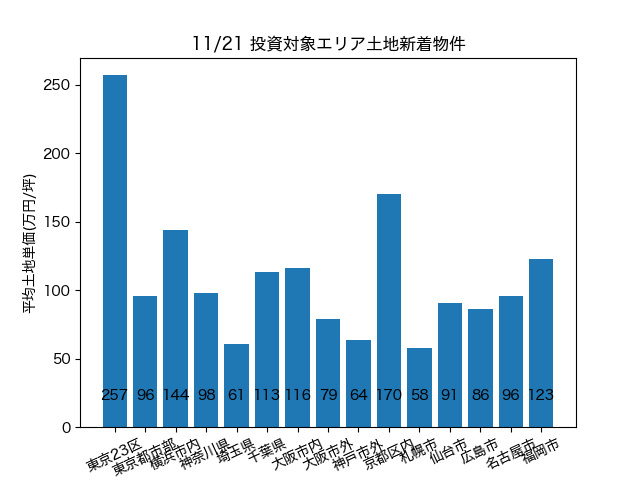 11/21 投資対象エリア土地新着物件
平均土地単価(万円/坪)
250
200
150
100
50
0
257 96 144 98 61 113 116 79 64 170 58 91 86 96 123
東京23区
東京都市部
横浜市内
神奈川県
埼玉県
千葉県
大阪市内
大阪市外
神戸市外
京都区内
札幌市
仙台市
広島市
名古屋市
福岡市